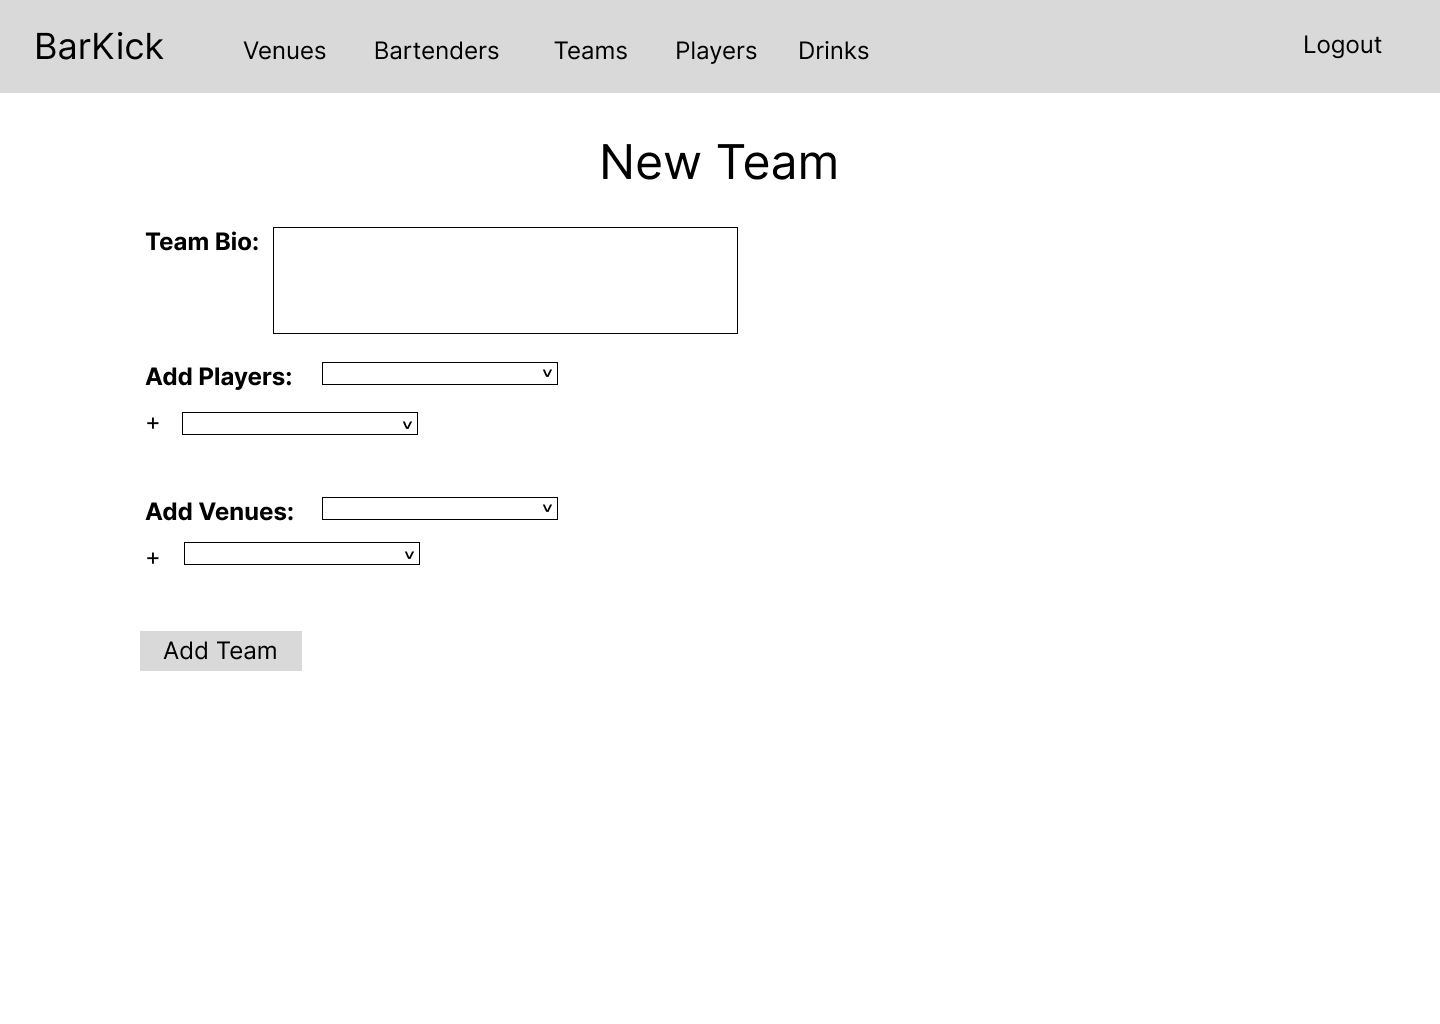 BarKick Venues Bartenders Teams Players Drinks Logout
New Team
Team Bio:
Add Players: v
+ v
Add Venues: v
+ v
Add Team